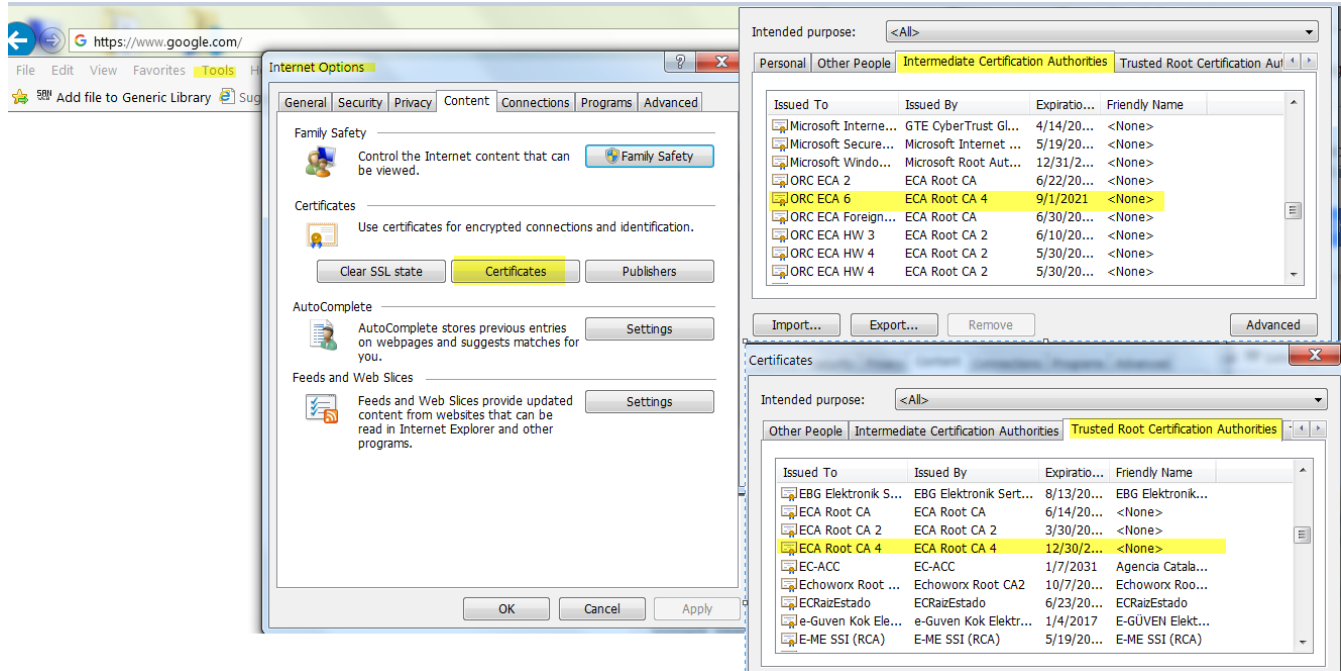 https://www.google.com/
File Edit View Favorites Tools H
Add file to Generic Library Sug
Internet Options
General Security Privacy Content Connections Programs Advanced
Family Safety
Control the Internet content that can
be viewed.
Family Safety
Certificates
Use certificates for encrypted connections and identification.
Clear SSL state Certificates Publishers
AutoComplete
AutoComplete stores previous entries
on webpages and suggests matches for
you.
Settings
Feeds and Web Slices
Feeds and Web Slices provide updated
content from websites that can be
read in Internet Explorer and other
programs.
Settings
OK Cancel Apply
Intended purpose: <All>
Personal Other People Intermediate Certification Authorities Trusted Root Certification Aut
Issued To Issued By Expiratio... Friendly Name
Microsoft Interne... GTE CyberTrust Gl... 4/14/20... <None>
Microsoft Secure... Microsoft Internet ... 5/19/20... <None>
Microsoft Windo... Microsoft Root Aut... 12/31/2... <None>
ORC ECA 2 ECA Root CA 6/22/20... <None>
ORC ECA 6 ECA Root CA 4 9/1/2021 <None>
ORC ECA Foreign... ECA Root CA 6/30/20... <None>
ORC ECA HW 3 ECA Root CA 2 6/10/20... <None>
ORC ECA HW 4 ECA Root CA 2 5/30/20... <None>
ORC ECA HW 4 ECA Root CA 2 5/30/20... <None>
Import... Export... Remove Advanced
Certificates
Intended purpose: <All>
Other People Intermediate Certification Authorities Trusted Root Certification Authorities
Issued To Issued By Expiratio... Friendly Name
EBG Elektronik S... EBG Elektronik Sert... 8/13/20... EBG Elektronik...
ECA Root CA ECA Root CA 6/14/20... <None>
ECA Root CA 2 ECA Root CA 2 3/30/20... <None>
ECA Root CA 4 ECA Root CA 4 12/30/2... <None>
EC-ACC EC-ACC 1/7/2031 Agencia Catala...
Echoworx Root ... Echoworx Root CA2 10/7/20... Echoworx Roo...
ECRaizEstado ECRaizEstado 6/23/20... ECRaizEstado
e-Guven Kok Ele... e-Guven Kok Elektr... 1/4/2017 E-GÜVEN Elekt...
E-ME SSI (RCA) E-ME SSI (RCA) 5/19/20... E-ME SSI (RCA)